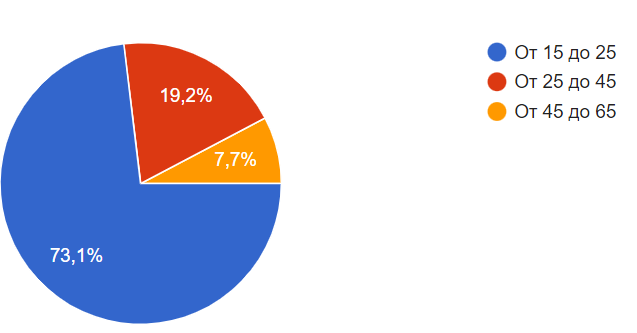 От 15 до 25
От 25 до 45
От 45 до 65
19,2%
7,7%
73,1%